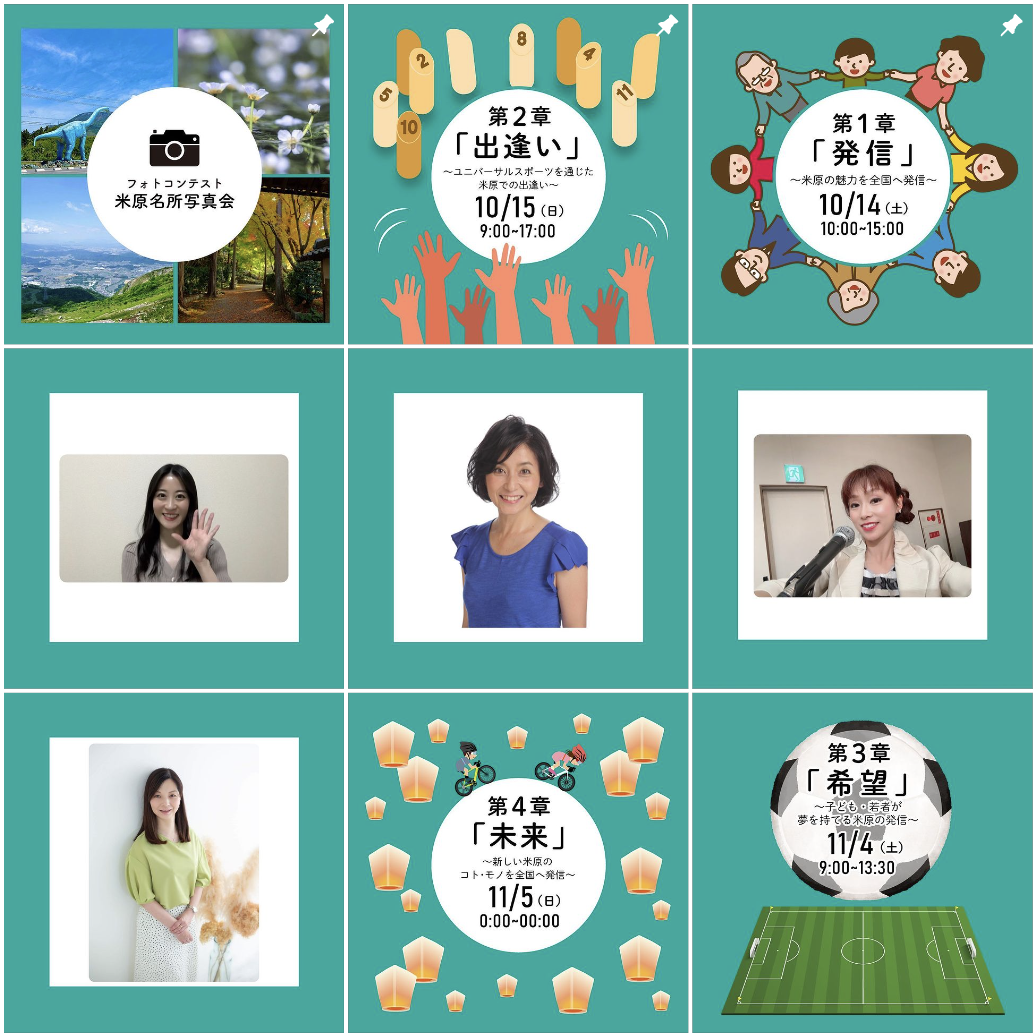 フォトコンテスト
米原名所写真会
5
2
8
4
11
10
第2章
「出逢い」
～ユニバーサルスポーツを通じた
米原での出逢い～
10/15（日）
9:00~17:00
第1章
「発信」
～米原の魅力を全国へ発信～
10/14（土）
10:00~15:00
第4章
「未来」
～新しい米原の
コト・モノを全国へ発信～
11/5（日）
0:00~00:00
第3章
「希望」
～子ども・若者が
夢を持てる米原の発信～
11/4（土）
9:00~13:30